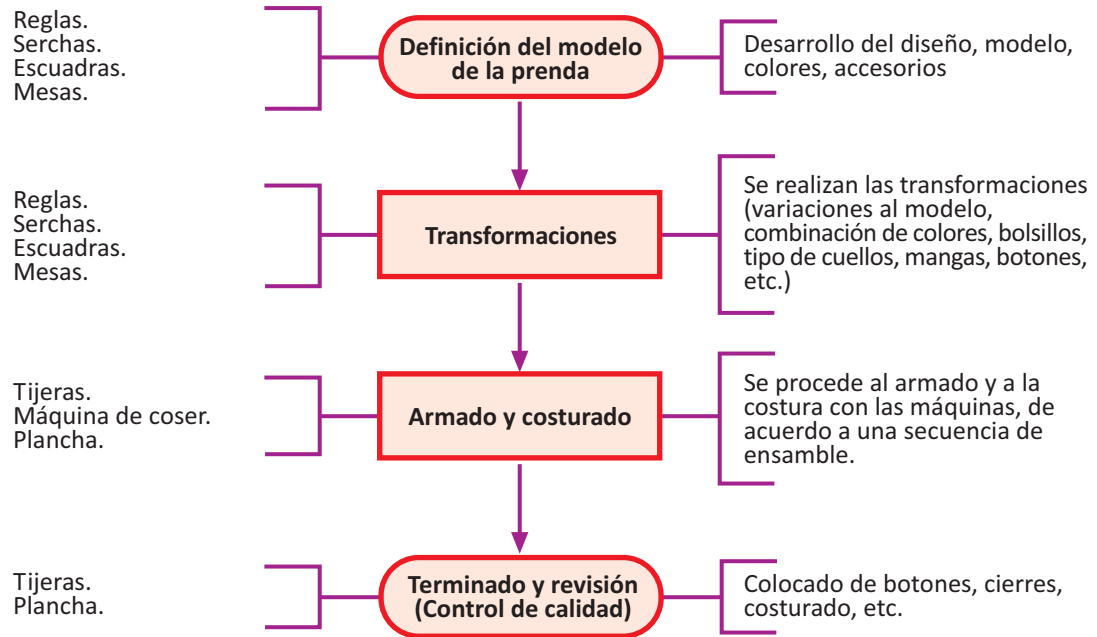 Reglas.
Serchas.
Escuadras.
Mesas.
Definición del modelo
de la prenda
Desarrollo del diseño, modelo,
colores, accesorios
Reglas.
Serchas.
Escuadras.
Mesas.
Transformaciones
Se realizan las transformaciones
(variaciones al modelo,
combinación de colores, bolsillos,
tipo de cuellos, mangas, botones,
etc.)
Tijeras.
Máquina de coser.
Plancha.
Armado y costurado
Se procede al armado y a la
costura con las máquinas, de
acuerdo a una secuencia de
ensamble.
Tijeras.
Plancha.
Terminado y revisión
(Control de calidad)
Colocado de botones, cierres,
costurado, etc.